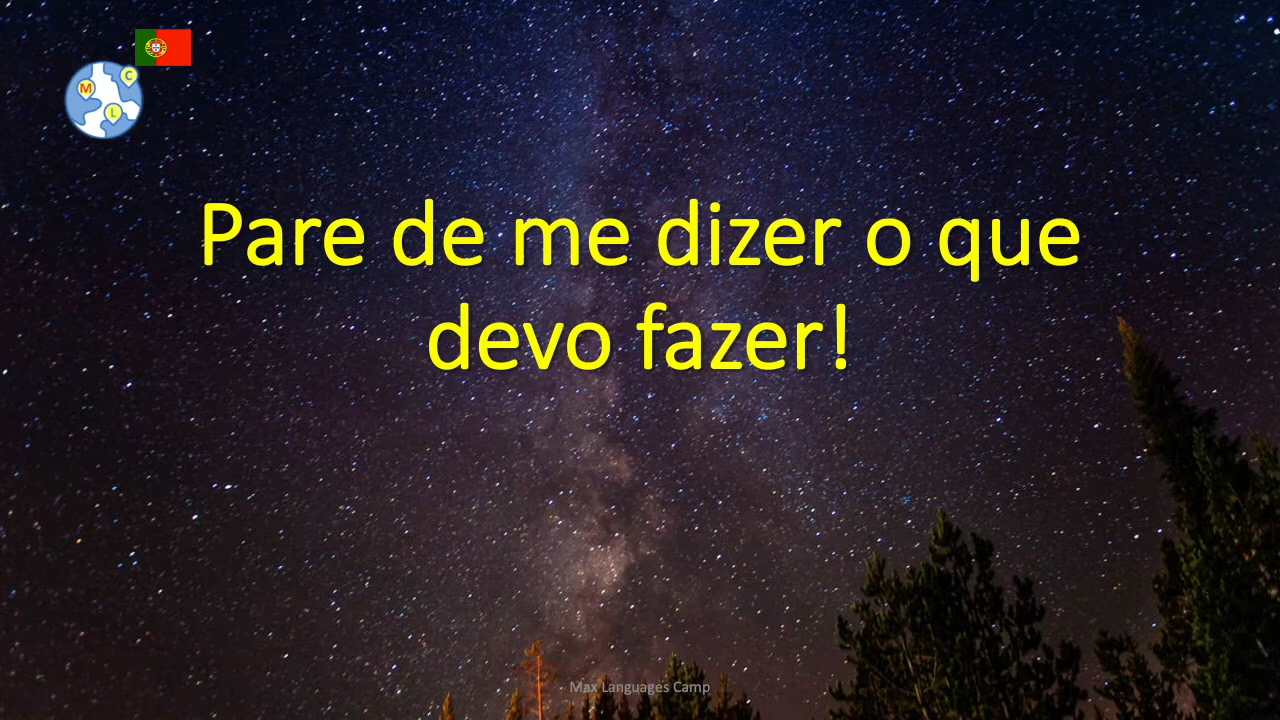 C
M
L
Pare de me dizer o que
devo fazer!
Max Languages Camp